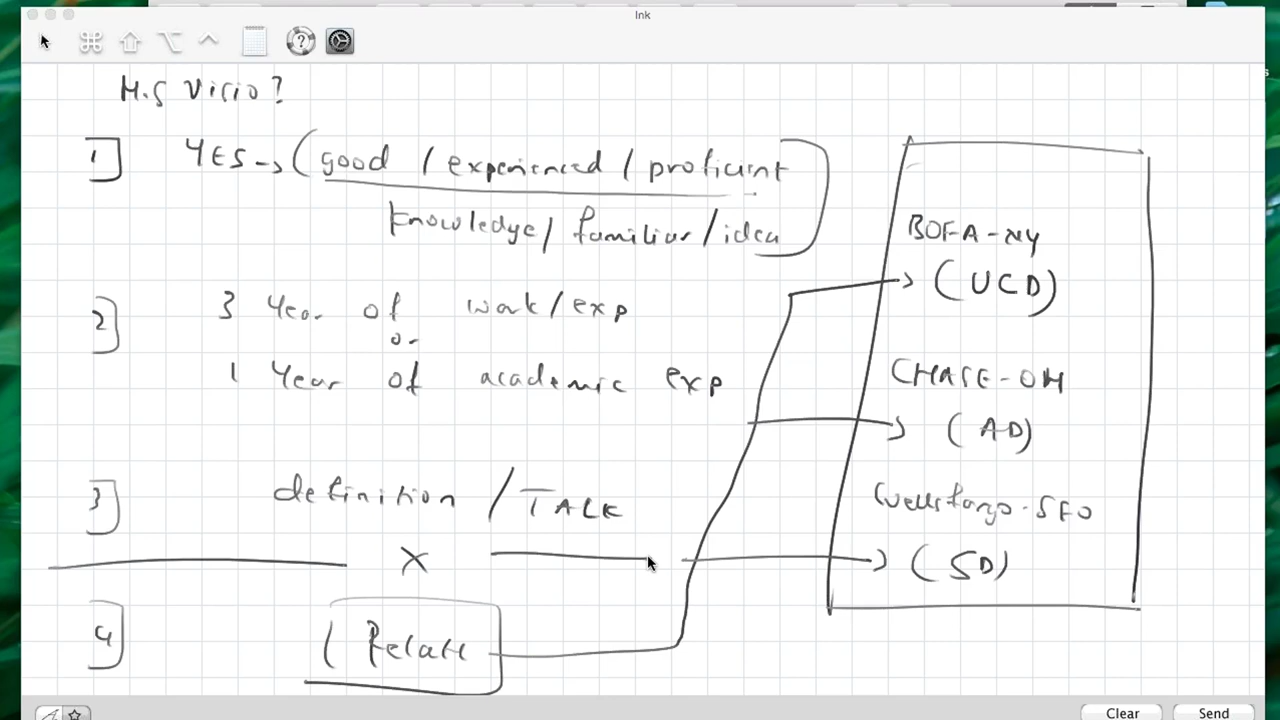 Ink
M.S Visio?
1] YES -> (good / experienced / proficient
knowledge / familiar / idea
2] 3 Year of work/exp
or
1 Year of academic exp
3] definition / TALK
X
4] ( Relate
BOFA-NY
(UCD)
CHASE-OH
(AD)
Wellsfargo-SFO
(SD)
Clear
Send